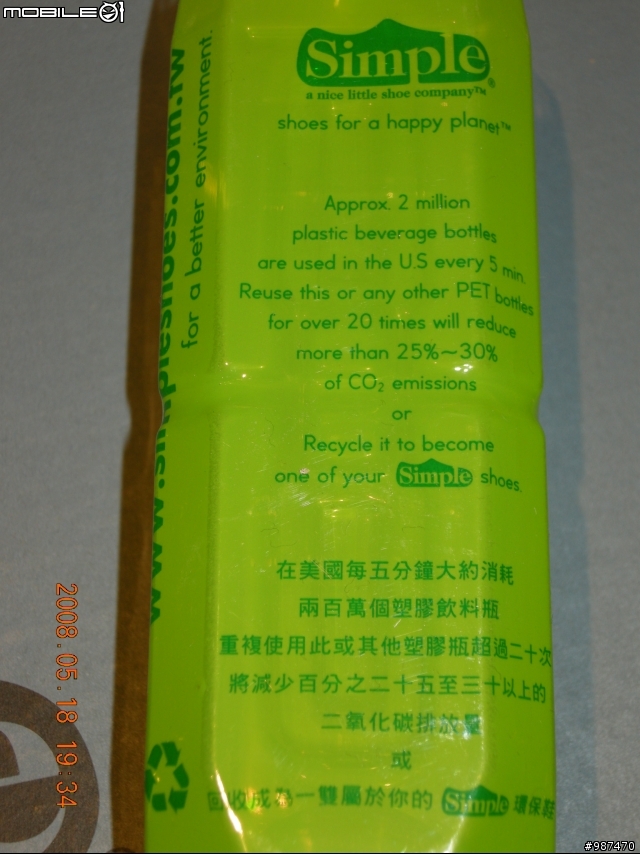 MOBILE01
Simple®
a nice little shoe company™
shoes for a happy planet™
www.simpleshoes.com.tw
for a better environment.
Approx. 2 million
plastic beverage bottles
are used in the U.S every 5 min.
Reuse this or any other PET bottles
for over 20 times will reduce
more than 25%~30%
of CO₂ emissions
or
Recycle it to become
one of your Simple shoes.
在美國每五分鐘大約消耗
兩百萬個塑膠飲料瓶
重複使用此或其他塑膠瓶超過二十次
將減少百分之二十五至三十以上的
二氧化碳排放量
或
回收成為一雙屬於你的 Simple 環保鞋
2008.05.18 19:34
#987470